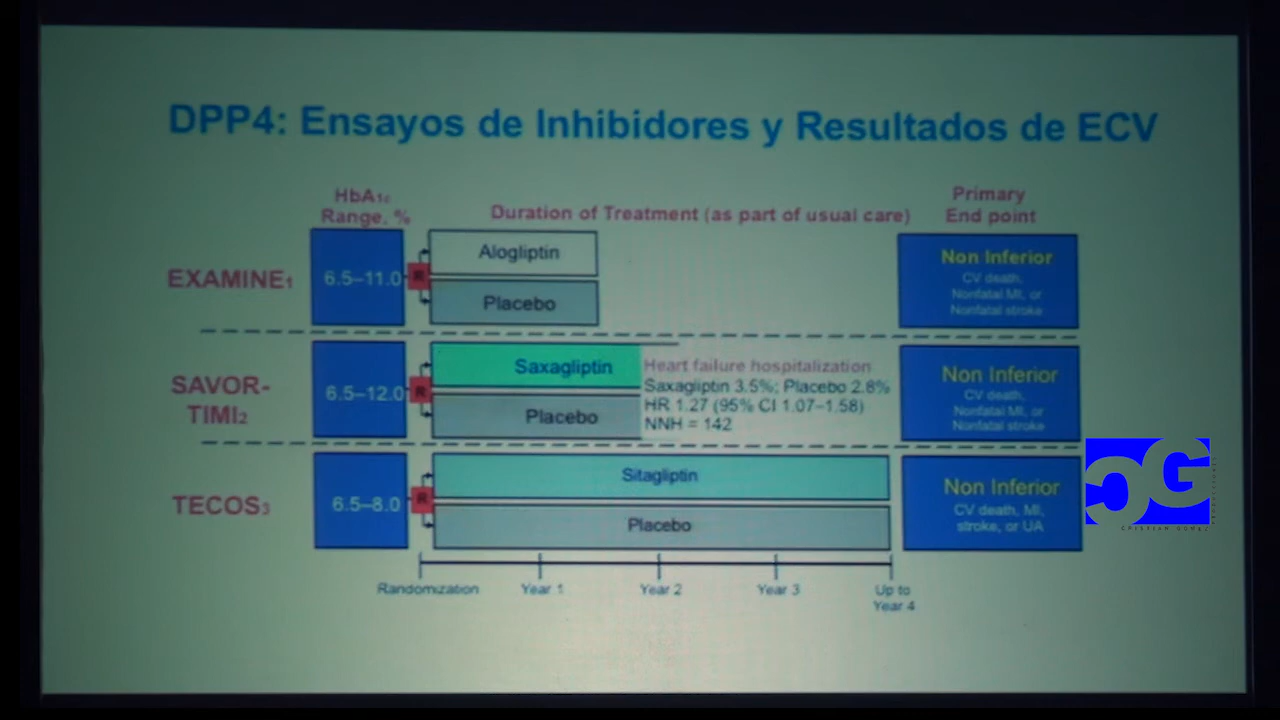 DPP4: Ensayos de Inhibidores y Resultados de ECV
HbA1c
Range, %
Duration of Treatment (as part of usual care)
Primary
End point
EXAMINE1
6.5–11.0
R
Alogliptin
Placebo
Non Inferior
CV death,
Nonfatal MI, or
Nonfatal stroke
SAVOR-
TIMI2
6.5–12.0
R
Saxagliptin
Placebo
Heart failure hospitalization
Saxagliptin 3.5%; Placebo 2.8%
HR 1.27 (95% CI 1.07–1.58)
NNH = 142
Non Inferior
CV death,
Nonfatal MI, or
Nonfatal stroke
TECOS3
6.5–8.0
R
Sitagliptin
Placebo
Non Inferior
CV death, MI,
stroke, or UA
Randomization
Year 1
Year 2
Year 3
Up to
Year 4
CG
CRISTIAN GOMEZ